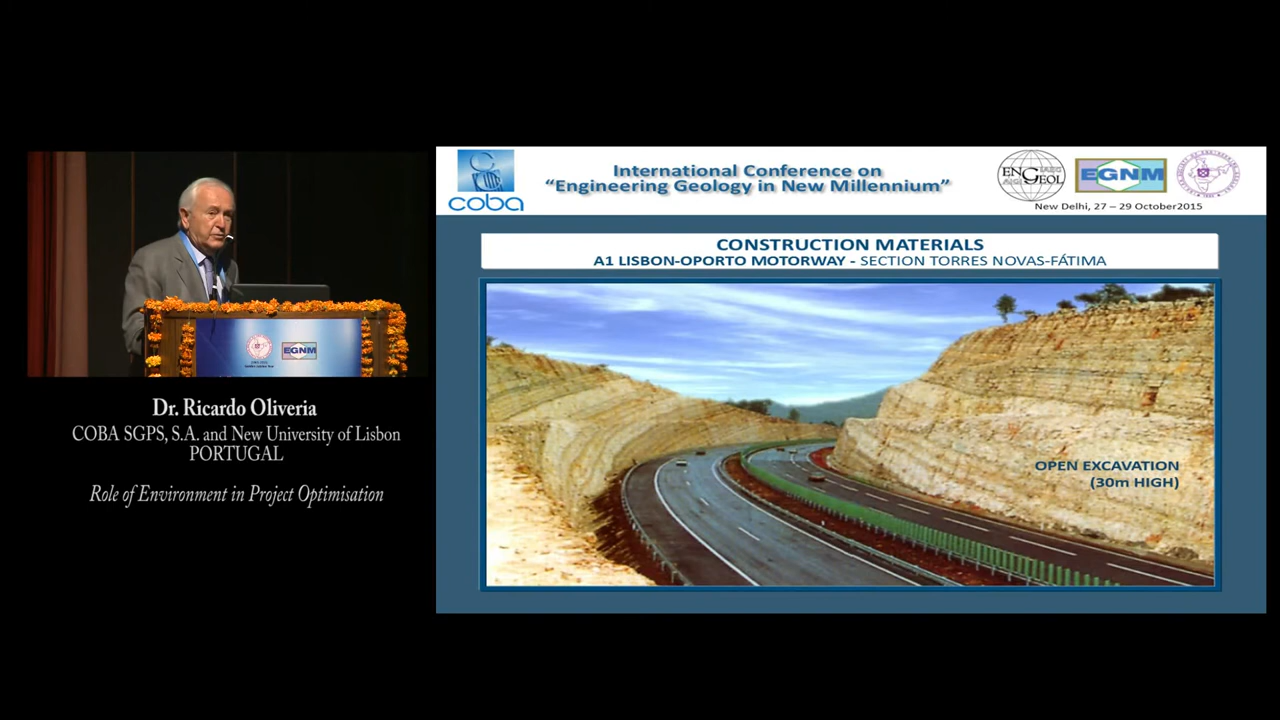 Dr. Ricardo Oliveria
COBA SGPS, S.A. and New University of Lisbon
PORTUGAL
Role of Environment in Project Optimisation
EGNM
coba
International Conference on
“Engineering Geology in New Millennium”
ENGEOL
EGNM
New Delhi, 27 – 29 October2015
CONSTRUCTION MATERIALS
A1 LISBON-OPORTO MOTORWAY - SECTION TORRES NOVAS-FÁTIMA
OPEN EXCAVATION
(30m HIGH)